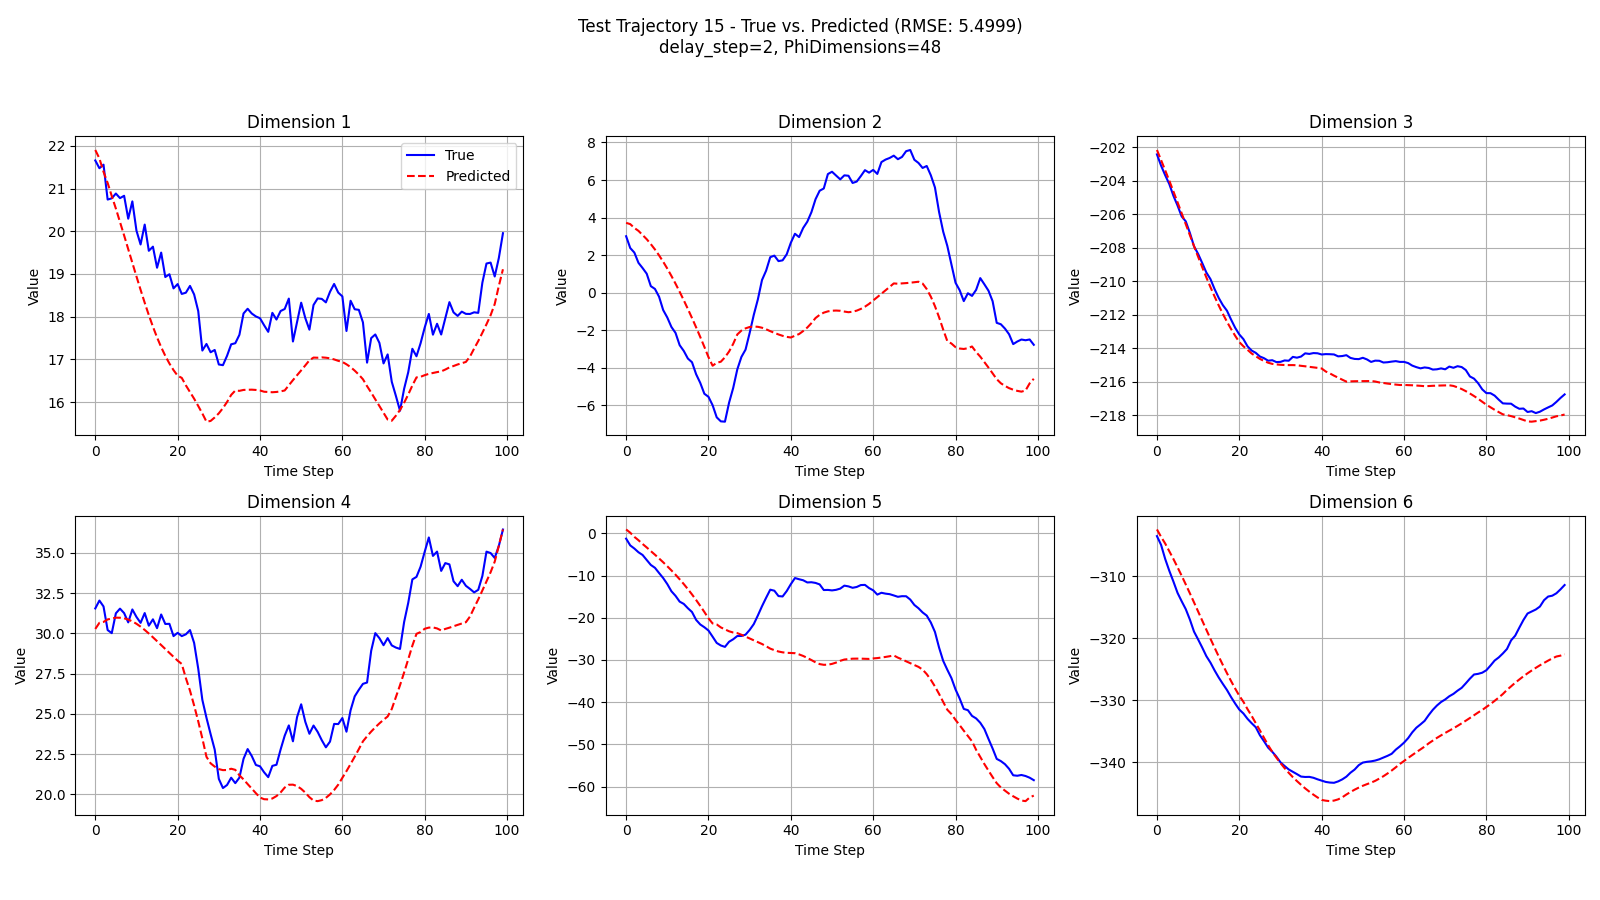 Test Trajectory 15 - True vs. Predicted (RMSE: 5.4999)
delay_step=2, PhiDimensions=48
Dimension 1
22
21
20
19
18
17
16
Value
0 20 40 60 80 100
Time Step
True
Predicted
Dimension 2
8
6
4
2
0
−2
−4
−6
Value
0 20 40 60 80 100
Time Step
Dimension 3
−202
−204
−206
−208
−210
−212
−214
−216
−218
Value
0 20 40 60 80 100
Time Step
Dimension 4
35.0
32.5
30.0
27.5
25.0
22.5
20.0
Value
0 20 40 60 80 100
Time Step
Dimension 5
0
−10
−20
−30
−40
−50
−60
Value
0 20 40 60 80 100
Time Step
Dimension 6
−310
−320
−330
−340
Value
0 20 40 60 80 100
Time Step